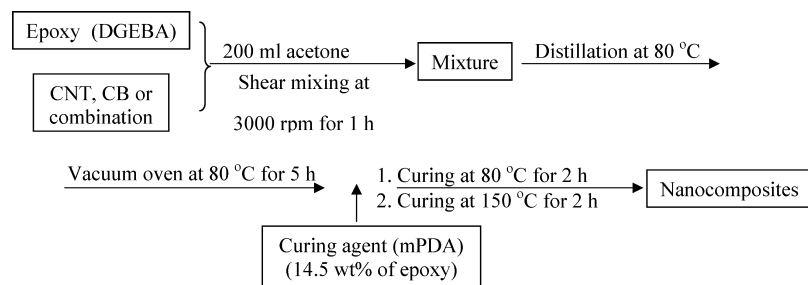 Epoxy (DGEBA)
CNT, CB or
combination
200 ml acetone
Shear mixing at
3000 rpm for 1 h
Mixture
Distillation at 80 °C
Vacuum oven at 80 °C for 5 h
1. Curing at 80 °C for 2 h
2. Curing at 150 °C for 2 h
Nanocomposites
Curing agent (mPDA)
(14.5 wt% of epoxy)